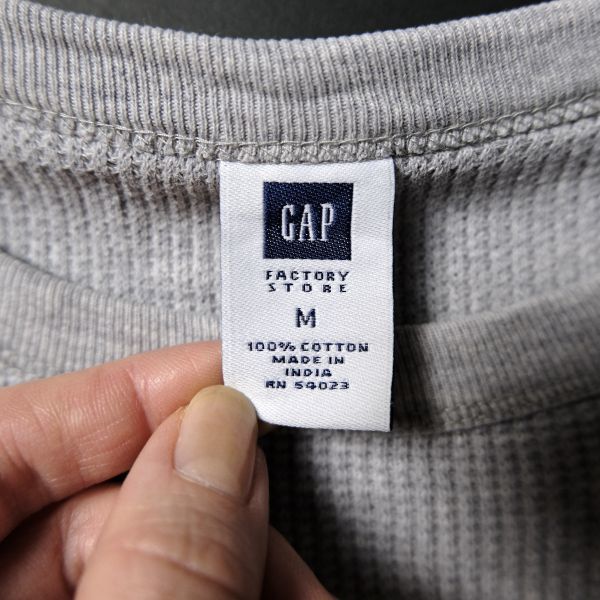 GAP
FACTORY
STORE
M
100% COTTON
MADE IN
INDIA
RN 54023